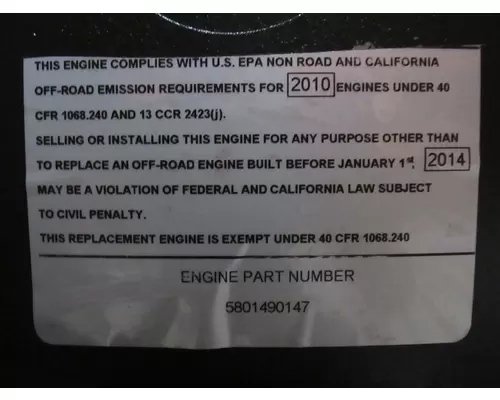 THIS ENGINE COMPLIES WITH U.S. EPA NON ROAD AND CALIFORNIA
OFF-ROAD EMISSION REQUIREMENTS FOR 2010 ENGINES UNDER 40
CFR 1068.240 AND 13 CCR 2423(j).
SELLING OR INSTALLING THIS ENGINE FOR ANY PURPOSE OTHER THAN
TO REPLACE AN OFF-ROAD ENGINE BUILT BEFORE JANUARY 1st, 2014
MAY BE A VIOLATION OF FEDERAL AND CALIFORNIA LAW SUBJECT
TO CIVIL PENALTY.
THIS REPLACEMENT ENGINE IS EXEMPT UNDER 40 CFR 1068.240
ENGINE PART NUMBER
5801490147